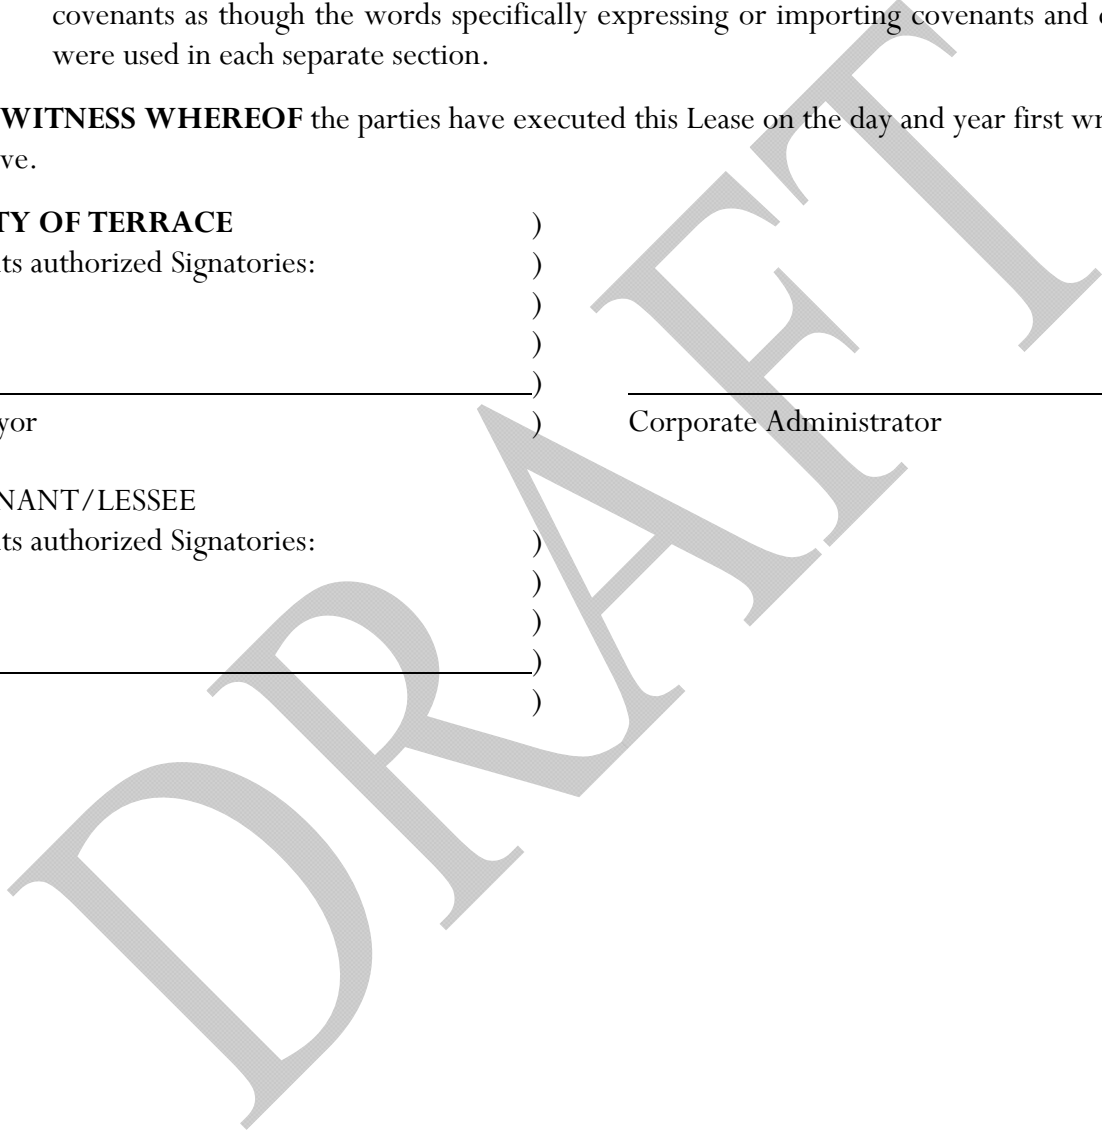 covenants as though the words specifically expressing or importing covenants and
were used in each separate section.
WITNESS WHEREOF the parties have executed this Lease on the day and year first wr
ve.
TY OF TERRACE )
ts authorized Signatories: )
)
)
)
yor ) Corporate Administrator
NANT/LESSEE
ts authorized Signatories: )
)
)
)
)
DRAFT